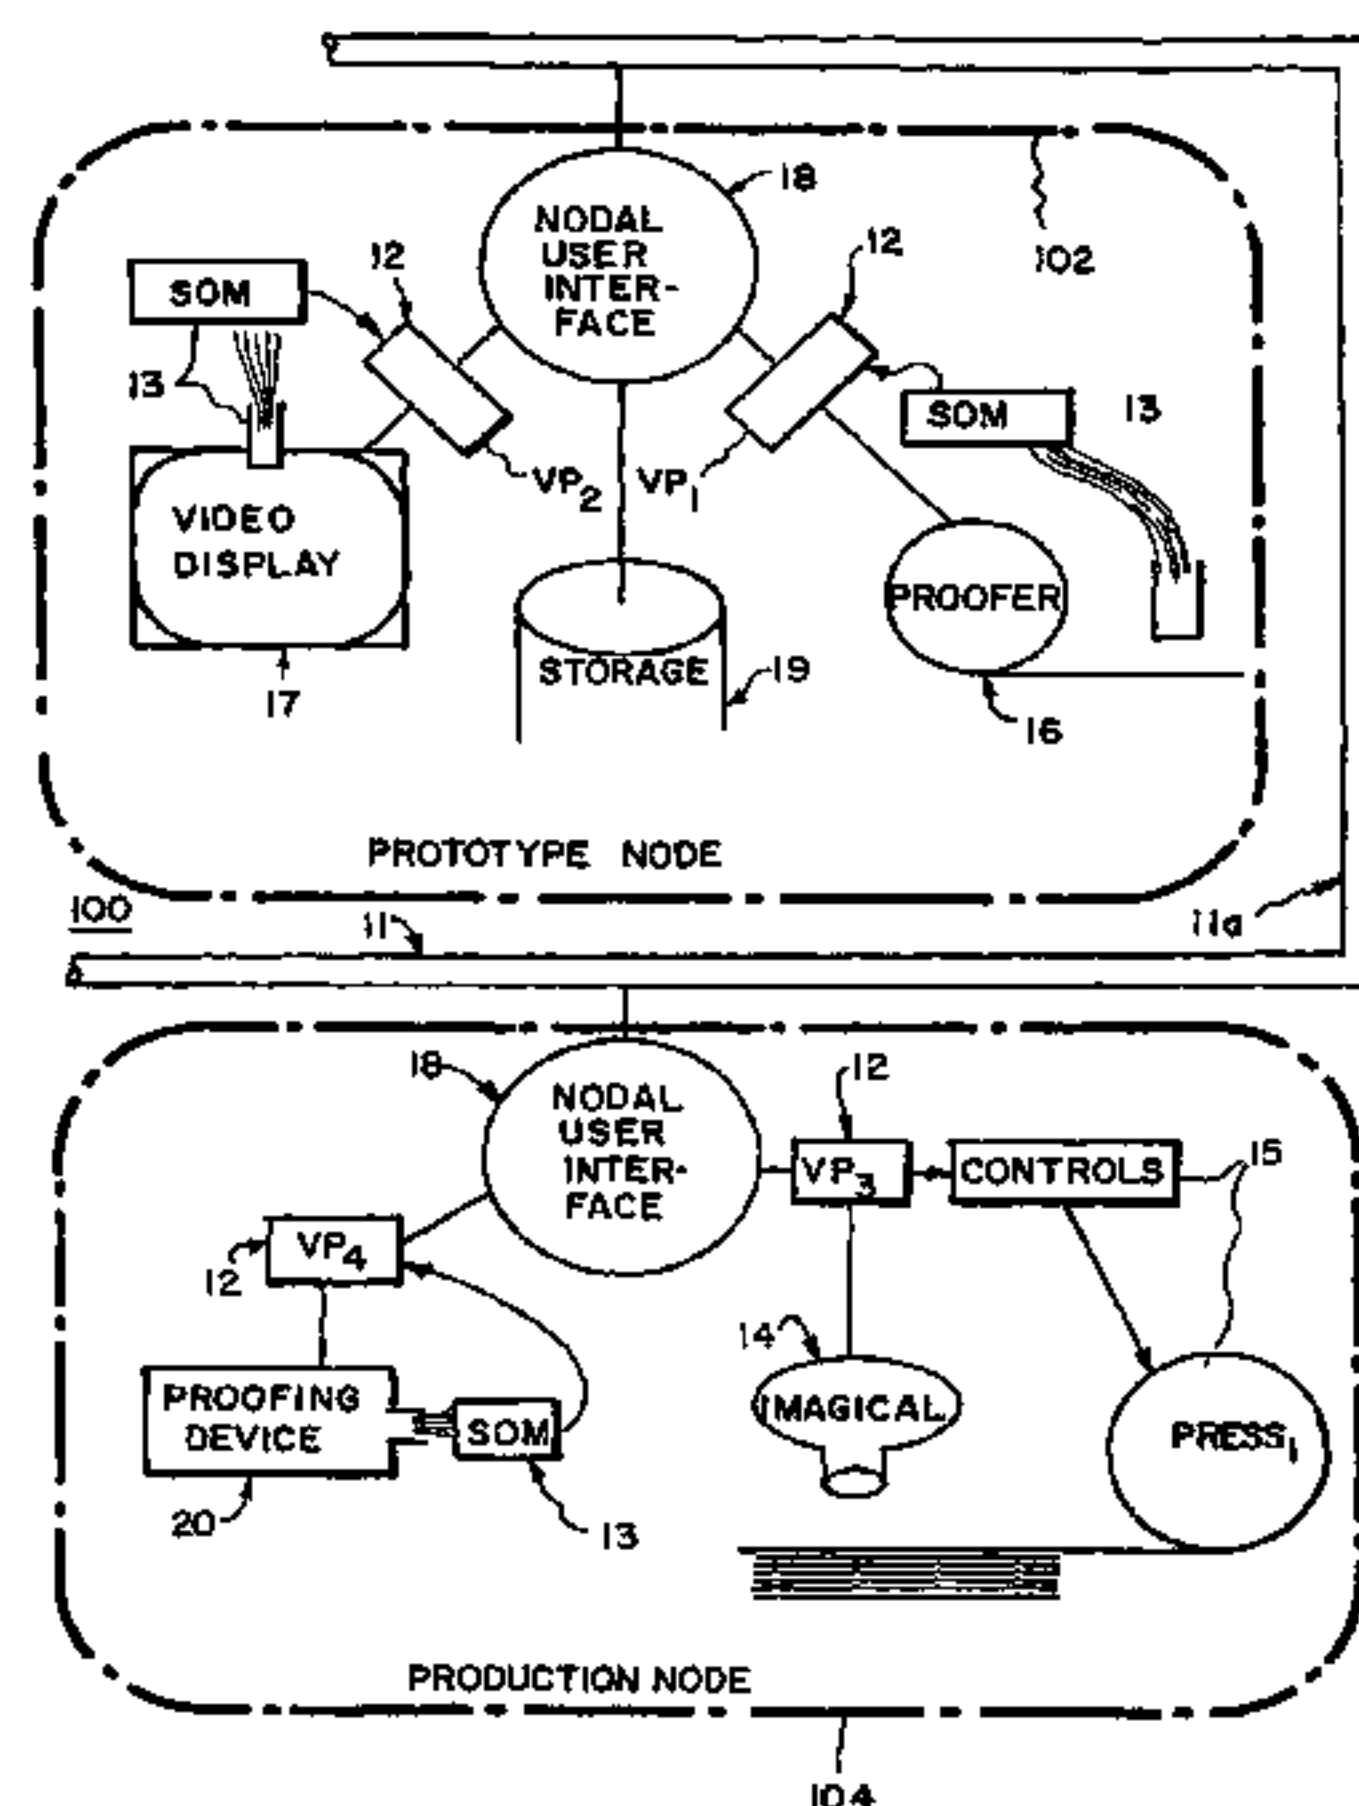 18
NODAL
USER
INTER-
FACE
12
12
102
SOM
13
SOM
13
VP2
VP1
VIDEO
DISPLAY
PROOFER
STORAGE
19
17
16
PROTOTYPE NODE
100
11
11a
18
12
NODAL
USER
INTER-
FACE
VP3
CONTROLS
15
VP4
12
14
PROOFING
DEVICE
SOM
IMAGICAL
PRESS1
20
13
PRODUCTION NODE
104